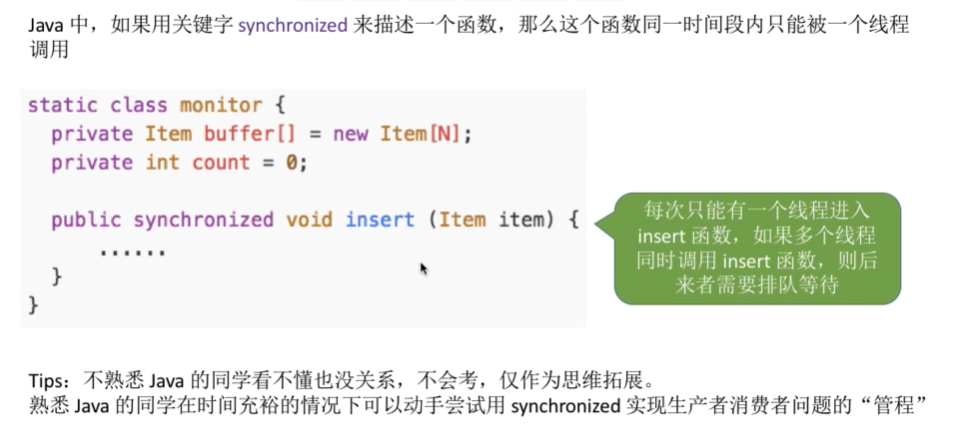 Java 中，如果用关键字 synchronized 来描述一个函数，那么这个函数同一时间段内只能被一个线程
调用
static class monitor {
private Item buffer[] = new Item[N];
private int count = 0;
public synchronized void insert (Item item) {
......
}
}
每次只能有一个线程进入
insert 函数，如果多个线程
同时调用 insert 函数，则后
来者需要排队等待
Tips：不熟悉 Java 的同学看不懂也没关系，不会考，仅作为思维拓展。
熟悉 Java 的同学在时间充裕的情况下可以动手尝试用 synchronized 实现生产者消费者问题的“管程”